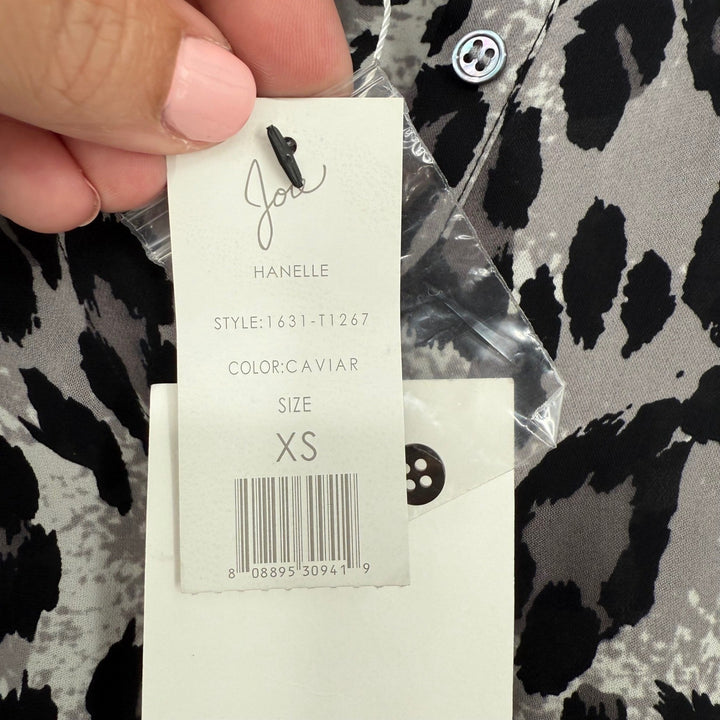 Joie
HANELLE
STYLE:1631-T1267
COLOR:CAVIAR
SIZE
XS
8 08895 30941 9